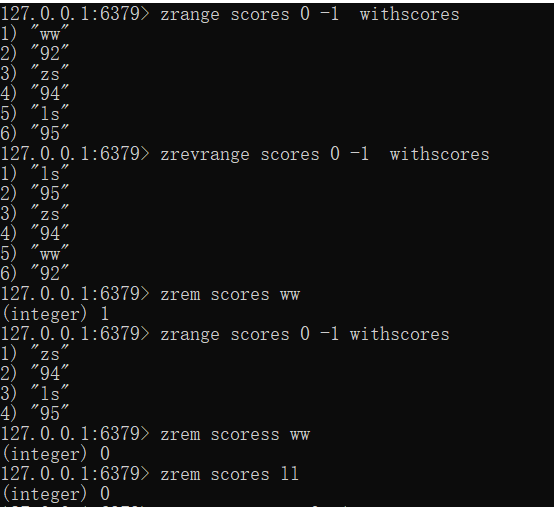 127.0.0.1:6379> zrange scores 0 -1  withscores
1) "ww"
2) "92"
3) "zs"
4) "94"
5) "ls"
6) "95"
127.0.0.1:6379> zrevrange scores 0 -1  withscores
1) "ls"
2) "95"
3) "zs"
4) "94"
5) "ww"
6) "92"
127.0.0.1:6379> zrem scores ww
(integer) 1
127.0.0.1:6379> zrange scores 0 -1 withscores
1) "zs"
2) "94"
3) "ls"
4) "95"
127.0.0.1:6379> zrem scoress ww
(integer) 0
127.0.0.1:6379> zrem scores ll
(integer) 0